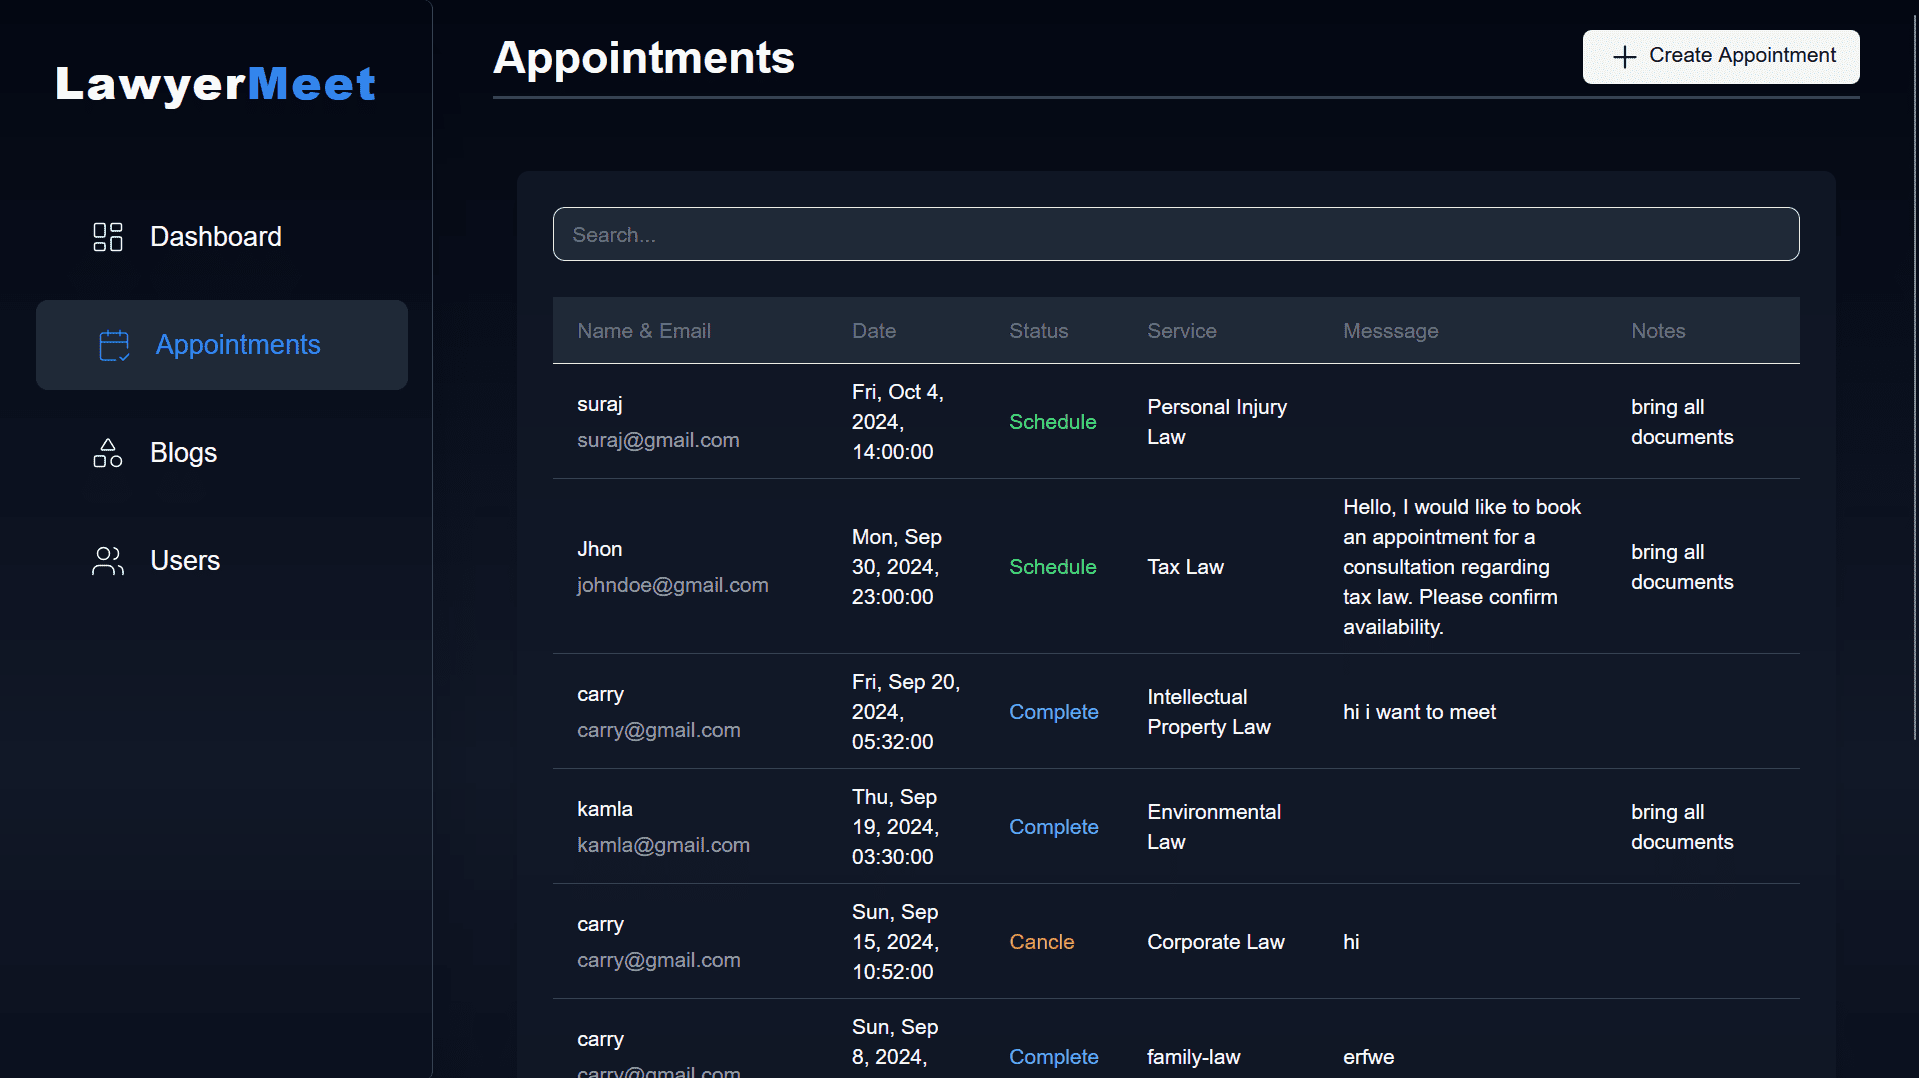 LawyerMeet
Dashboard
Appointments
Blogs
Users
Appointments
Create Appointment
Search...
Name & Email Date Status Service Messsage Notes
suraj
suraj@gmail.com
Fri, Oct 4,
2024,
14:00:00
Schedule
Personal Injury
Law
bring all
documents
Jhon
johndoe@gmail.com
Mon, Sep
30, 2024,
23:00:00
Schedule
Tax Law
Hello, I would like to book
an appointment for a
consultation regarding
tax law. Please confirm
availability.
bring all
documents
carry
carry@gmail.com
Fri, Sep 20,
2024,
05:32:00
Complete
Intellectual
Property Law
hi i want to meet
kamla
kamla@gmail.com
Thu, Sep
19, 2024,
03:30:00
Complete
Environmental
Law
bring all
documents
carry
carry@gmail.com
Sun, Sep
15, 2024,
10:52:00
Cancle
Corporate Law
hi
carry
carry@gmail.com
Sun, Sep
8, 2024,
Complete
family-law
erfwe